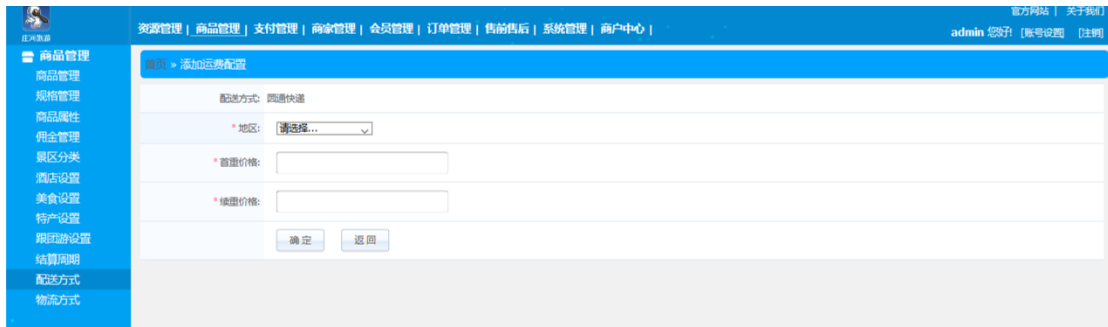 官方网站 | 关于我们
资源管理 | 商品管理 | 支付管理 | 商家管理 | 会员管理 | 订单管理 | 售前售后 | 系统管理 | 商户中心 |
admin 您好! [账号设置] [注销]
庄河旅游
商品管理
商品管理
规格管理
商品属性
佣金管理
景区分类
酒店设置
美食设置
特产设置
跟团游设置
结算周期
配送方式
物流方式
首页 » 添加运费配置
配送方式: 圆通快递
* 地区: 请选择...
* 首重价格:
* 续重价格:
确定 返回